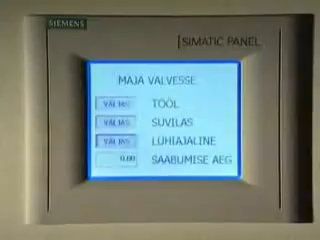 SIEMENS
SIMATIC PANEL
MAJA VALVESSE
VÄLJAS TÖÖL
VÄLJAS SUVILAS
VÄLJAS LÜHIAJALINE
0.00 SAABUMISE AEG